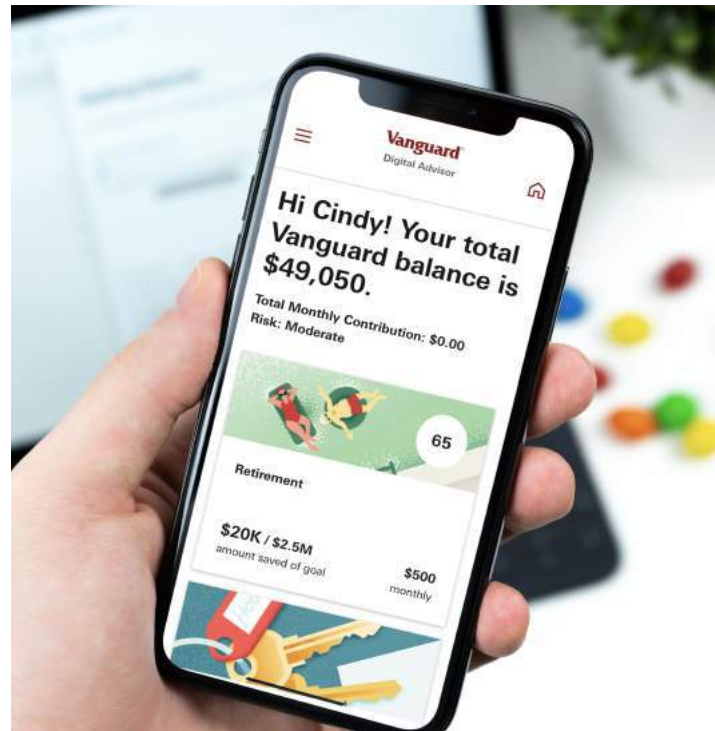 Vanguard
Digital Advisor
Hi Cindy! Your total
Vanguard balance is
$49,050.
Total Monthly Contribution: $0.00
Risk: Moderate
65
Retirement
$20K / $2.5M
amount saved of goal
$500
monthly